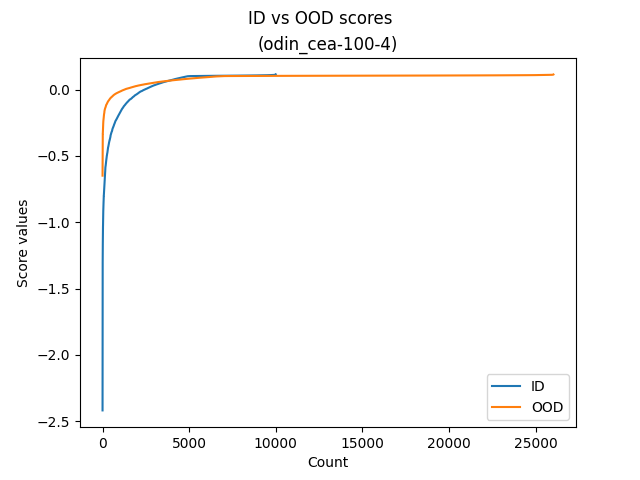 ID vs OOD scores
(odin_cea-100-4)
0.0
−0.5
−1.0
−1.5
−2.0
−2.5
Score values
0
5000
10000
15000
20000
25000
Count
ID
OOD